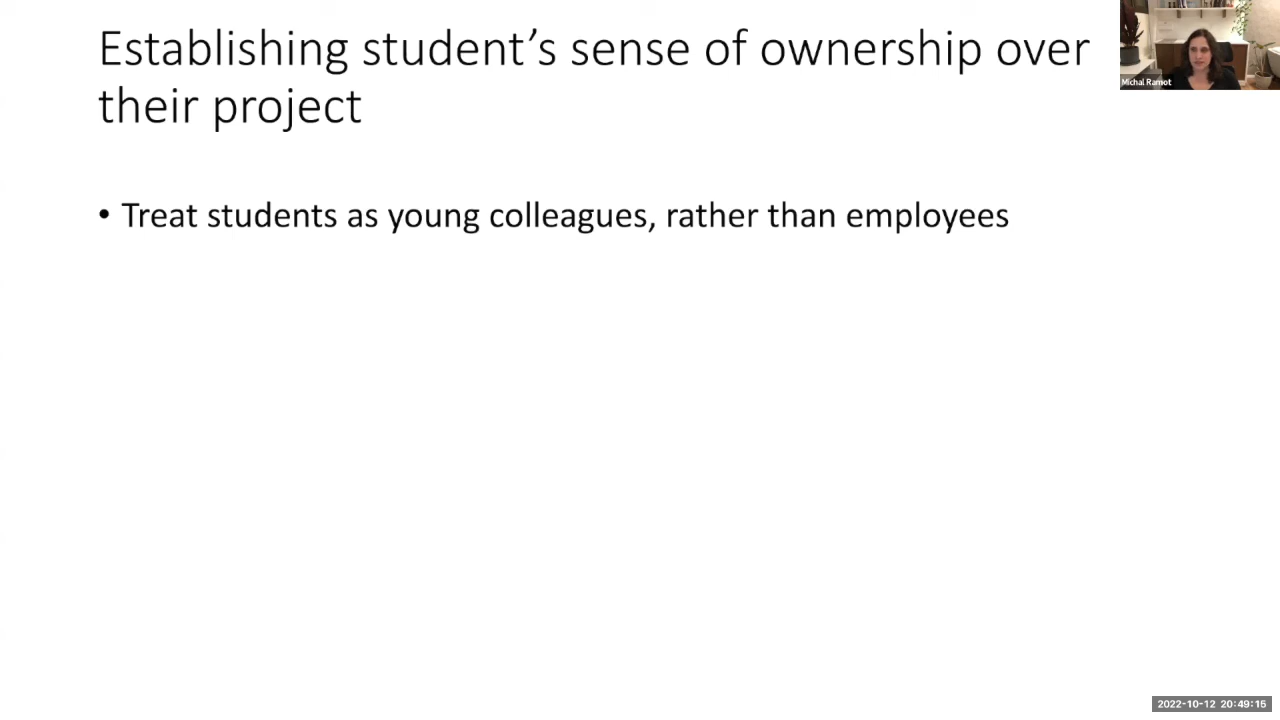 Establishing student’s sense of ownership over
their project
Michal Ramot
• Treat students as young colleagues, rather than employees
2022-10-12 20:49:15